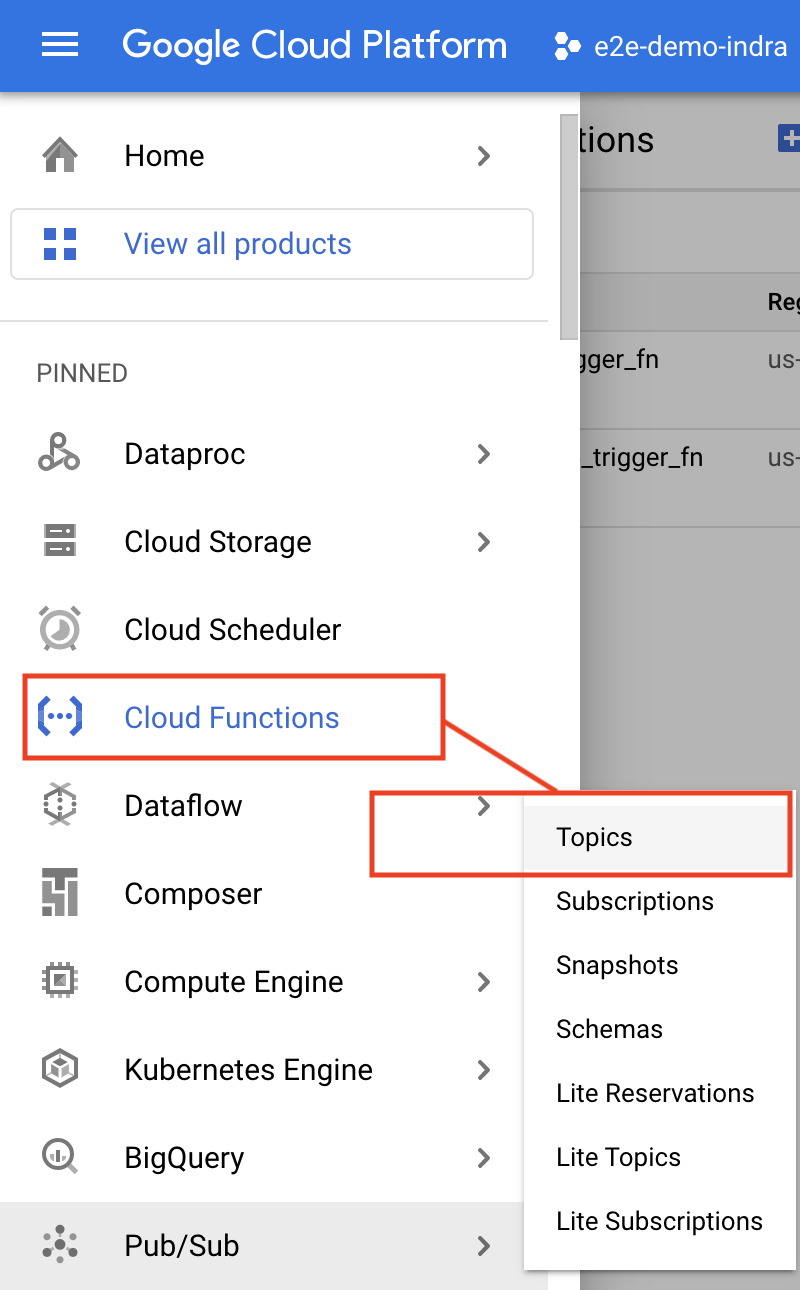 Google Cloud Platform
e2e-demo-indra
Home
View all products
PINNED
Dataproc
Cloud Storage
Cloud Scheduler
Cloud Functions
Dataflow
Composer
Compute Engine
Kubernetes Engine
BigQuery
Pub/Sub
tions
Reg
gger_fn
us-
_trigger_fn
us-
Topics
Subscriptions
Snapshots
Schemas
Lite Reservations
Lite Topics
Lite Subscriptions